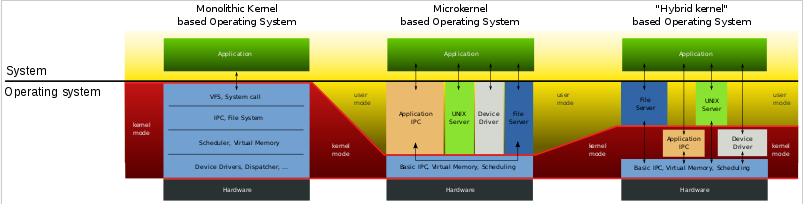 Monolithic Kernel
based Operating System
Microkernel
based Operating System
"Hybrid kernel"
based Operating System
Application
Application
Application
System
Operating system
kernel
mode
VFS, System call
IPC, File System
Scheduler, Virtual Memory
Device Drivers, Dispatcher, ...
Hardware
user
mode
kernel
mode
Application
IPC
UNIX
Server
Device
Driver
File
Server
Basic IPC, Virtual Memory, Scheduling
Hardware
user
mode
kernel
mode
File
Server
UNIX
Server
Application
IPC
Device
Driver
Basic IPC, Virtual Memory, Scheduling
Hardware
user
mode
kernel
mode